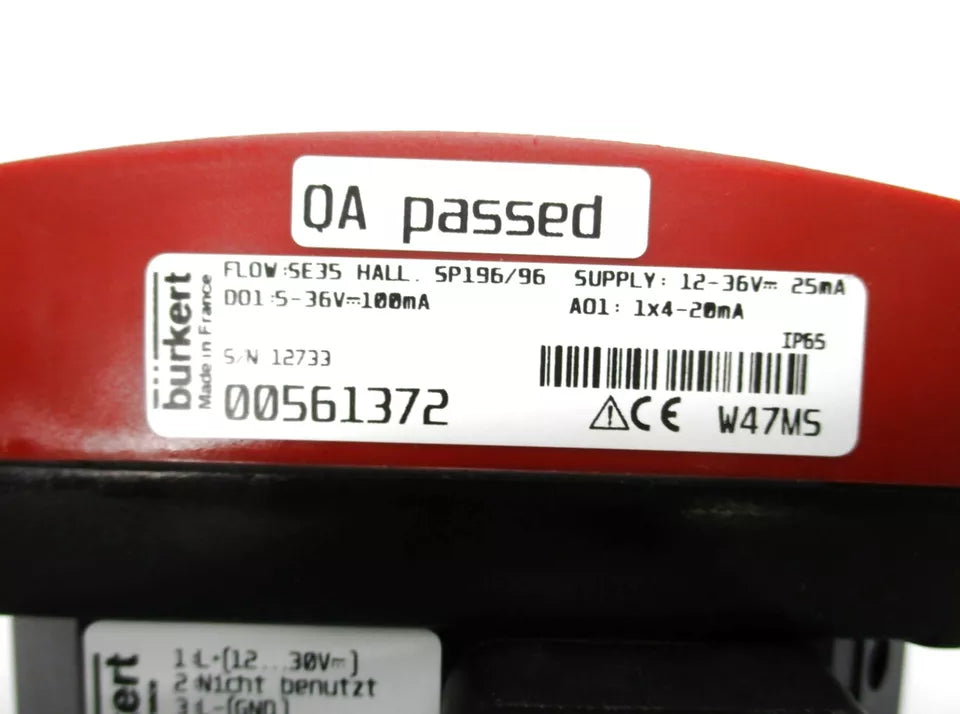 QA passed
bürkert
Made in France
FLOW:SE35 HALL. SP196/96 SUPPLY: 12-36V⎓ 25mA
DO1:5-36V⎓100mA AO1: 1x4-20mA
IP65
S/N 12733
00561372
CE W47MS
burkert
1:L+(12...30V⎓)
2:Nicht benutzt
3:L-(GND)